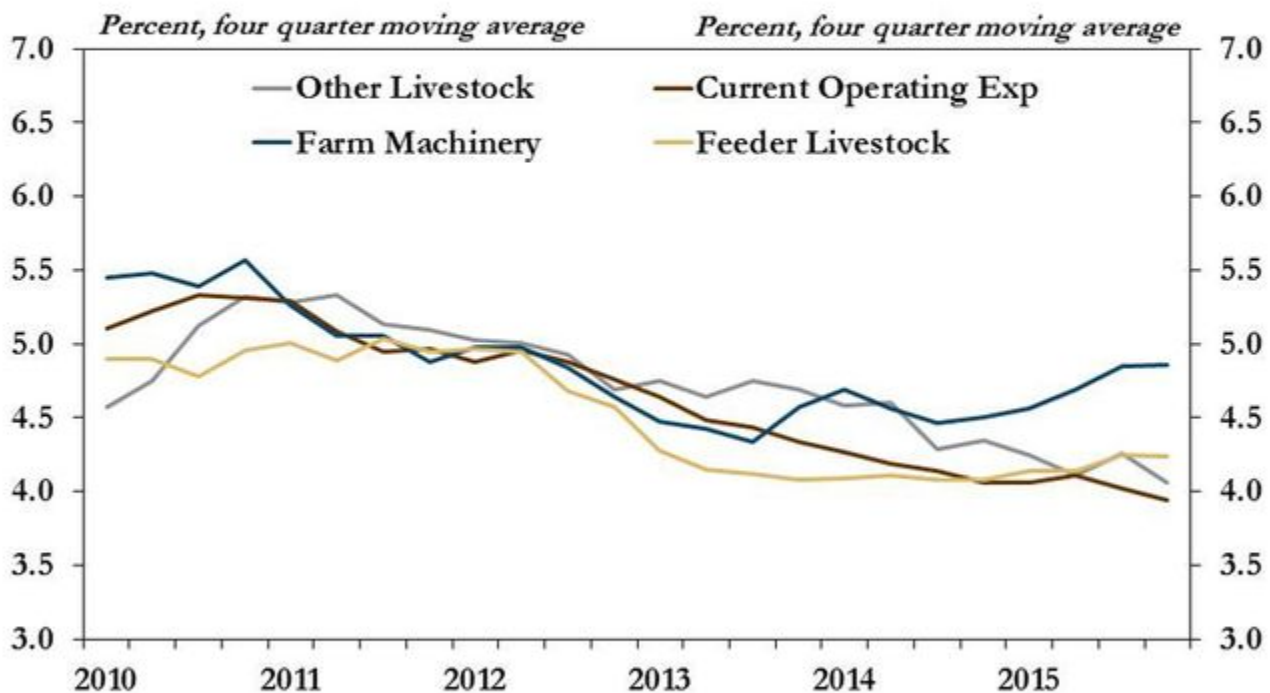 Percent, four quarter moving average Percent, four quarter moving average
7.0 7.0
Other Livestock Current Operating Exp
6.5 6.5
Farm Machinery Feeder Livestock
6.0 6.0
5.5 5.5
5.0 5.0
4.5 4.5
4.0 4.0
3.5 3.5
3.0 3.0
2010 2011 2012 2013 2014 2015